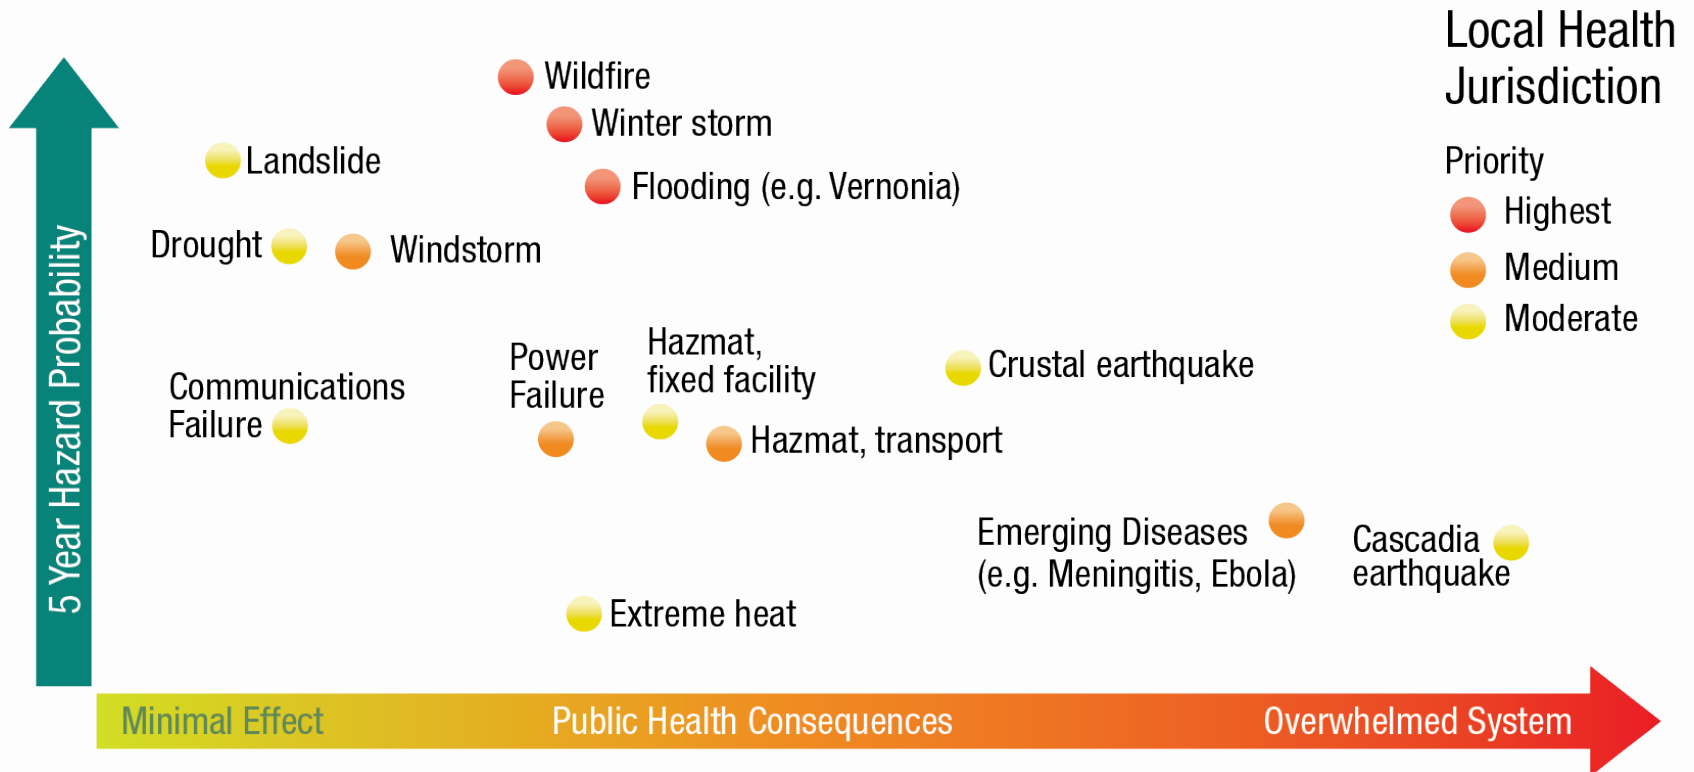 Local Health
Jurisdiction
Priority
Highest
Medium
Moderate
5 Year Hazard Probability
Wildfire
Winter storm
Landslide
Flooding (e.g. Vernonia)
Drought
Windstorm
Communications
Failure
Power
Failure
Hazmat,
fixed facility
Hazmat, transport
Crustal earthquake
Emerging Diseases
(e.g. Meningitis, Ebola)
Cascadia
earthquake
Extreme heat
Minimal Effect
Public Health Consequences
Overwhelmed System